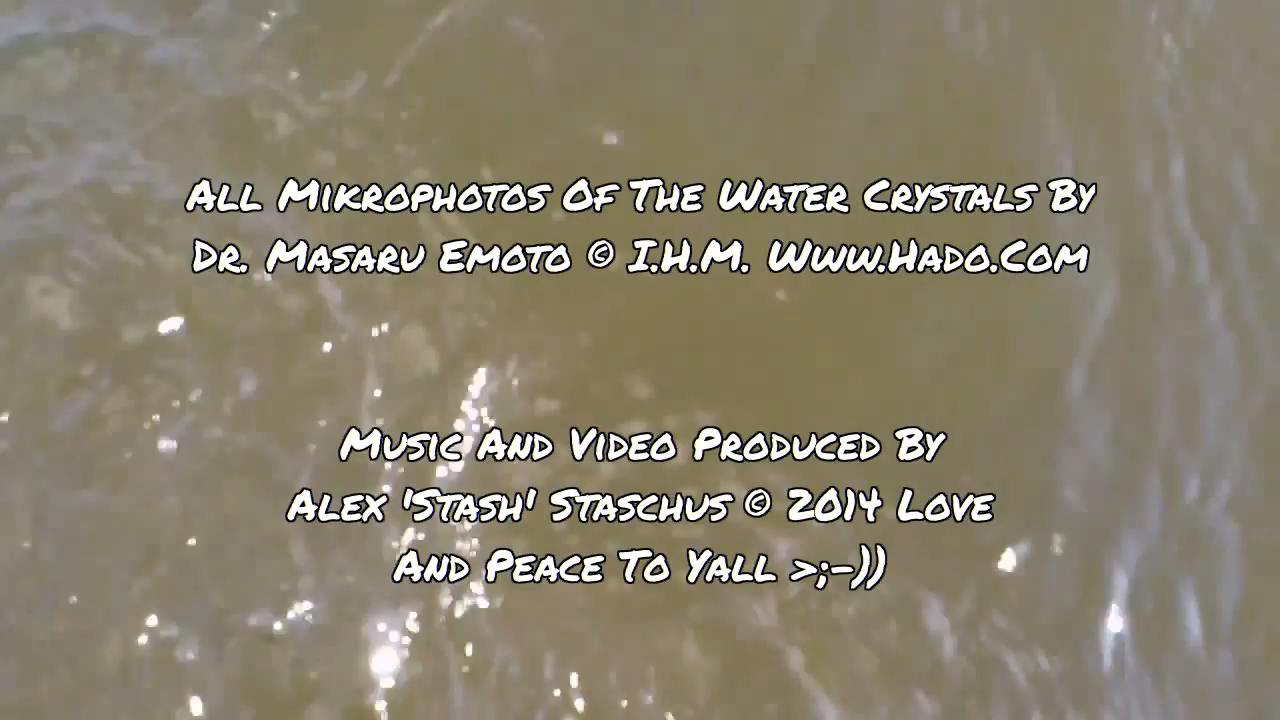 All Mikrophotos Of The Water Crystals By
Dr. Masaru Emoto © I.H.M. Www.Hado.Com
Music And Video Produced By
Alex 'Stash' Staschus © 2014 Love
And Peace To Yall >;-))